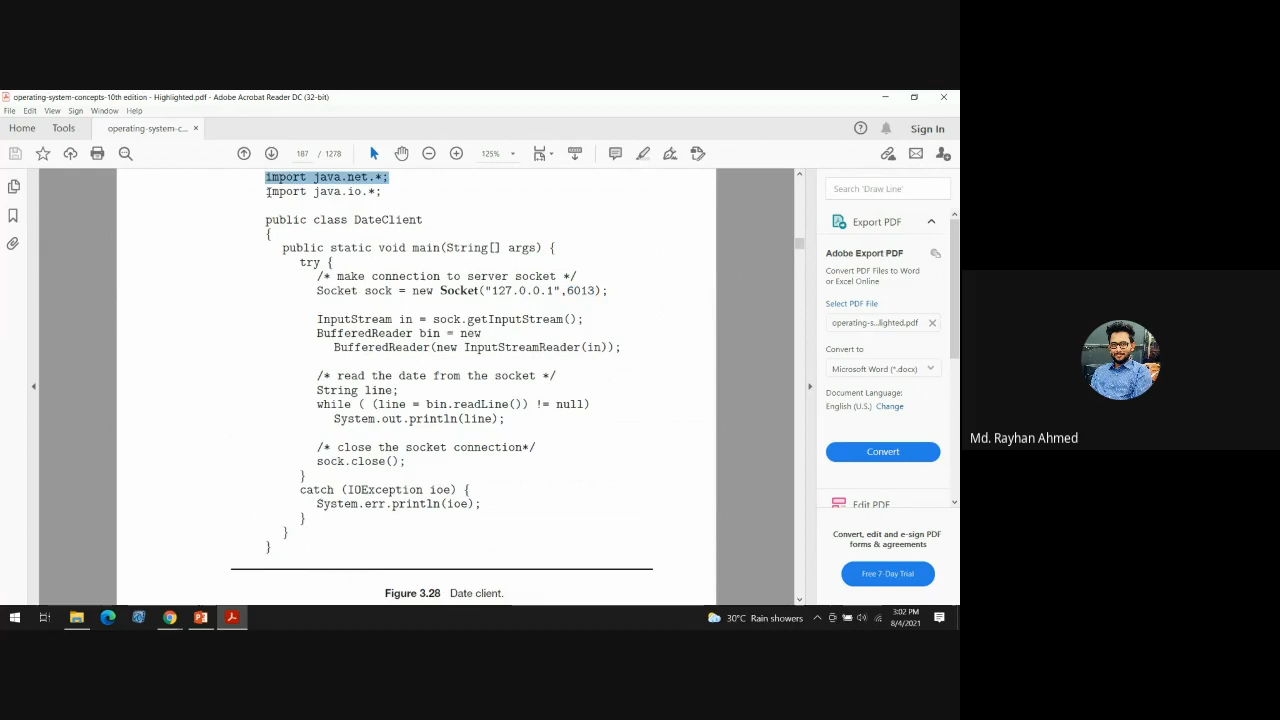 operating-system-concepts-10th edition - Highlighted.pdf - Adobe Acrobat Reader DC (32-bit)
File Edit View Sign Window Help
Home Tools operating-system-c... × Sign In
187 / 1278 125%
import java.net.*;
import java.io.*;
public class DateClient
{
public static void main(String[] args) {
try {
/* make connection to server socket */
Socket sock = new Socket("127.0.0.1",6013);
InputStream in = sock.getInputStream();
BufferedReader bin = new
BufferedReader(new InputStreamReader(in));
/* read the date from the socket */
String line;
while ( (line = bin.readLine()) != null)
System.out.println(line);
/* close the socket connection*/
sock.close();
}
catch (IOException ioe) {
System.err.println(ioe);
}
}
}
Figure 3.28 Date client.
Search 'Draw Line'
Export PDF
Adobe Export PDF
Convert PDF Files to Word
or Excel Online
Select PDF File
operating-s...lighted.pdf
Convert to
Microsoft Word (*.docx)
Document Language:
English (U.S.) Change
Convert
Edit PDF
Convert, edit and e-sign PDF
forms & agreements
Free 7-Day Trial
Md. Rayhan Ahmed
30°C Rain showers
3:02 PM
8/4/2021